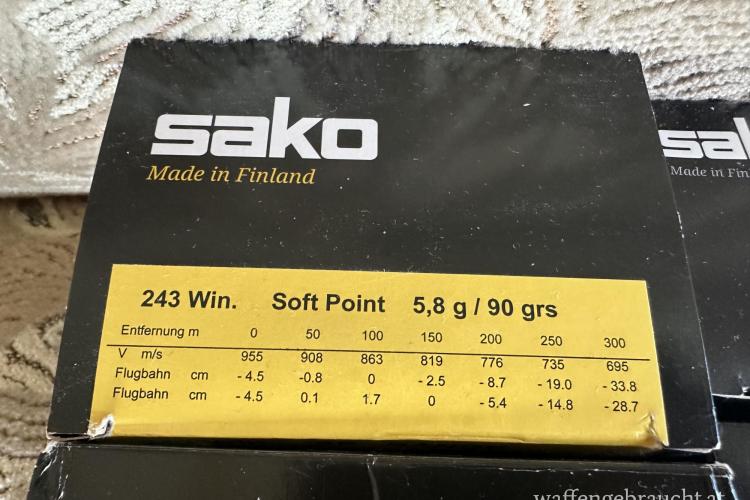 sako
Made in Finland
sak
Made in Fin
243 Win. Soft Point 5,8 g / 90 grs
Entfernung m 0 50 100 150 200 250 300
V m/s 955 908 863 819 776 735 695
Flugbahn cm - 4.5 -0.8 0 - 2.5 - 8.7 - 19.0 - 33.8
Flugbahn cm - 4.5 0.1 1.7 0 - 5.4 - 14.8 - 28.7
waffengebraucht.at